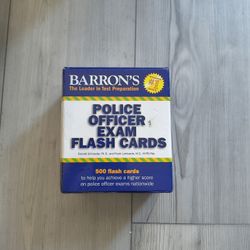 BARRON'S
The Leader in Test Preparation
POLICE
OFFICER
EXAM
FLASH CARDS
500 flash cards
to help you achieve a higher score
on police officer exams nationwide